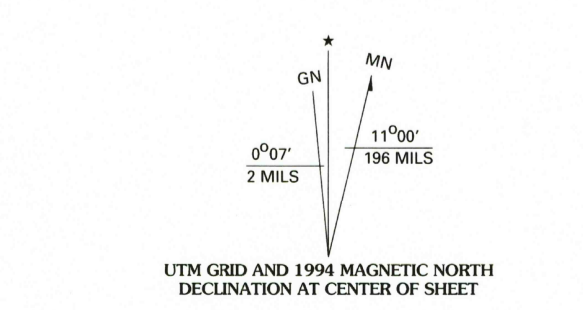 ★
GN
MN
0°07'
2 MILS
11°00'
196 MILS
UTM GRID AND 1994 MAGNETIC NORTH
DECLINATION AT CENTER OF SHEET